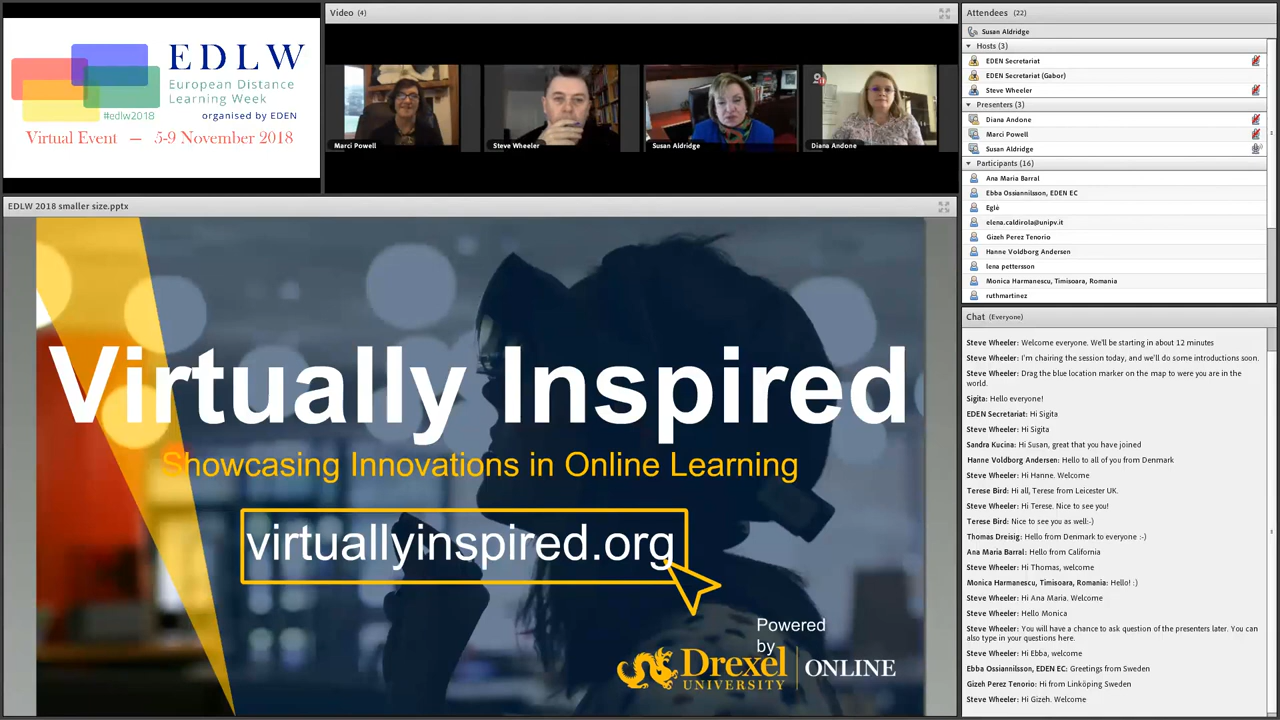 EDLW
European Distance
Learning Week
#edlw2018
organised by EDEN
Virtual Event — 5-9 November 2018
Video (4)
Marci Powell
Steve Wheeler
Susan Aldridge
Diana Andone
EDLW 2018 smaller size.pptx
Virtually Inspired
Showcasing Innovations in Online Learning
virtuallyinspired.org
Powered
by
Drexel
UNIVERSITY
ONLINE
Attendees (22)
Susan Aldridge
Hosts (3)
EDEN Secretariat
EDEN Secretariat (Gabor)
Steve Wheeler
Presenters (3)
Diana Andone
Marci Powell
Susan Aldridge
Participants (16)
Ana Maria Barral
Ebba Ossiannilsson, EDEN EC
Eglė
elena.caldirola@unipv.it
Gizeh Perez Tenorio
Hanne Voldborg Andersen
lena pettersson
Monica Harmanescu, Timisoara, Romania
ruthmartinez
Chat (Everyone)
Steve Wheeler: Welcome everyone. We'll be starting in about 12 minutes
Steve Wheeler: I'm chairing the session today, and we'll do some introductions soon.
Steve Wheeler: Drag the blue location marker on the map to were you are in the
world.
Sigita: Hello everyone!
EDEN Secretariat: Hi Sigita
Steve Wheeler: Hi Sigita
Sandra Kucina: Hi Susan, great that you have joined
Hanne Voldborg Andersen: Hello to all of you from Denmark
Steve Wheeler: Hi Hanne. Welcome
Terese Bird: Hi all, Terese from Leicester UK.
Steve Wheeler: Hi Terese. Nice to see you!
Terese Bird: Nice to see you as well:-)
Thomas Dreisig: Hello from Denmark to everyone :-)
Ana Maria Barral: Hello from California
Steve Wheeler: Hi Thomas, welcome
Monica Harmanescu, Timisoara, Romania: Hello! :)
Steve Wheeler: Hi Ana Maria. Welcome
Steve Wheeler: Hello Monica
Steve Wheeler: You will have a chance to ask question of the presenters later. You can
also type in your questions here.
Steve Wheeler: Hi Ebba, welcome
Ebba Ossiannilsson, EDEN EC: Greetings from Sweden
Gizeh Perez Tenorio: Hi from Linköping Sweden
Steve Wheeler: Hi Gizeh. Welcome